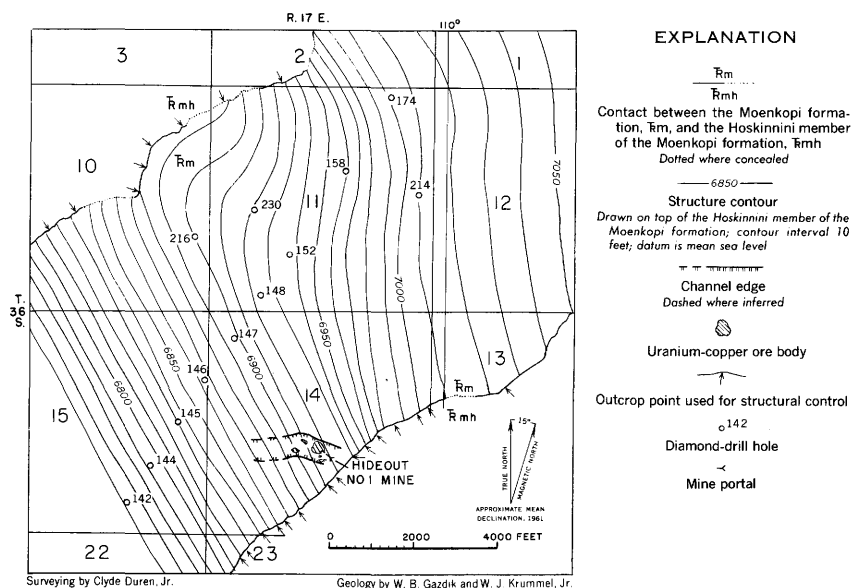 R. 17 E.
110°
3
2
1
T̄Rmh
174
7050
T̄Rm
10
158
214
12
11
230
216
152
7000
148
T.
36
S.
147
6950
13
6850
146
6900
14
T̄Rm
T̄Rmh
15
6800
145
144
142
HIDEOUT
NO 1 MINE
15°
TRUE NORTH
MAGNETIC NORTH
APPROXIMATE MEAN
DECLINATION, 1961
22
23
0 2000 4000 FEET
Surveying by Clyde Duren, Jr.
Geology by W. B. Gazdik and W. J. Krummel, Jr.
EXPLANATION
T̄Rm
T̄Rmh
Contact between the Moenkopi forma-
tion, T̄Rm, and the Hoskinnini member
of the Moenkopi formation, T̄Rmh
Dotted where concealed
6850
Structure contour
Drawn on top of the Hoskinnini member of the
Moenkopi formation; contour interval 10
feet; datum is mean sea level
Channel edge
Dashed where inferred
Uranium-copper ore body
Outcrop point used for structural control
142
Diamond-drill hole
Mine portal